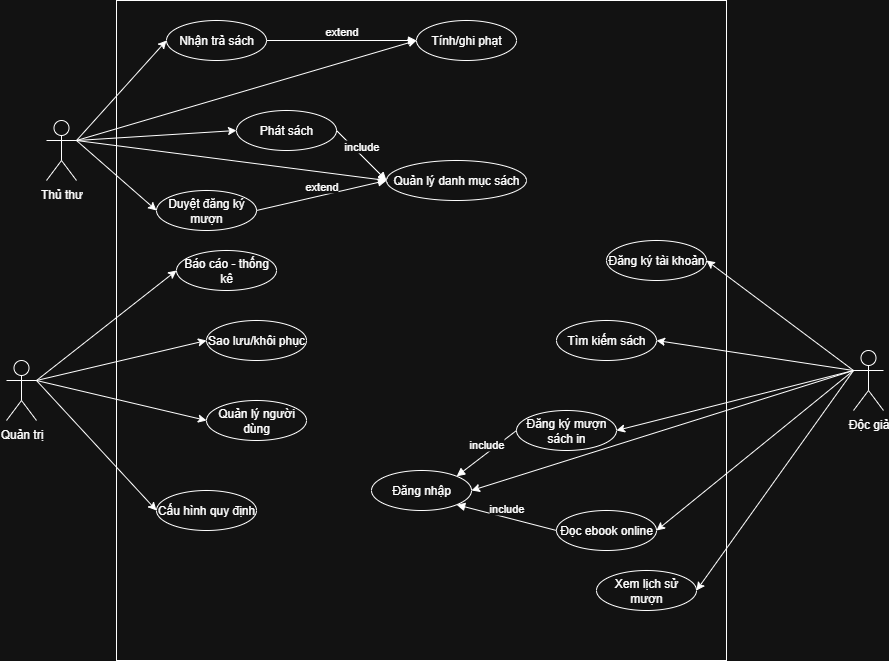 Nhận trả sách
extend
Tính/ghi phạt
Phát sách
include
Thủ thư
Quản lý danh mục sách
extend
Duyệt đăng ký
mượn
Báo cáo - thống
kê
Đăng ký tài khoản
Sao lưu/khôi phục
Tìm kiếm sách
Quản trị
Quản lý người
dùng
Độc giả
Đăng ký mượn
sách in
include
Đăng nhập
Cấu hình quy định
include
Đọc ebook online
Xem lịch sử
mượn